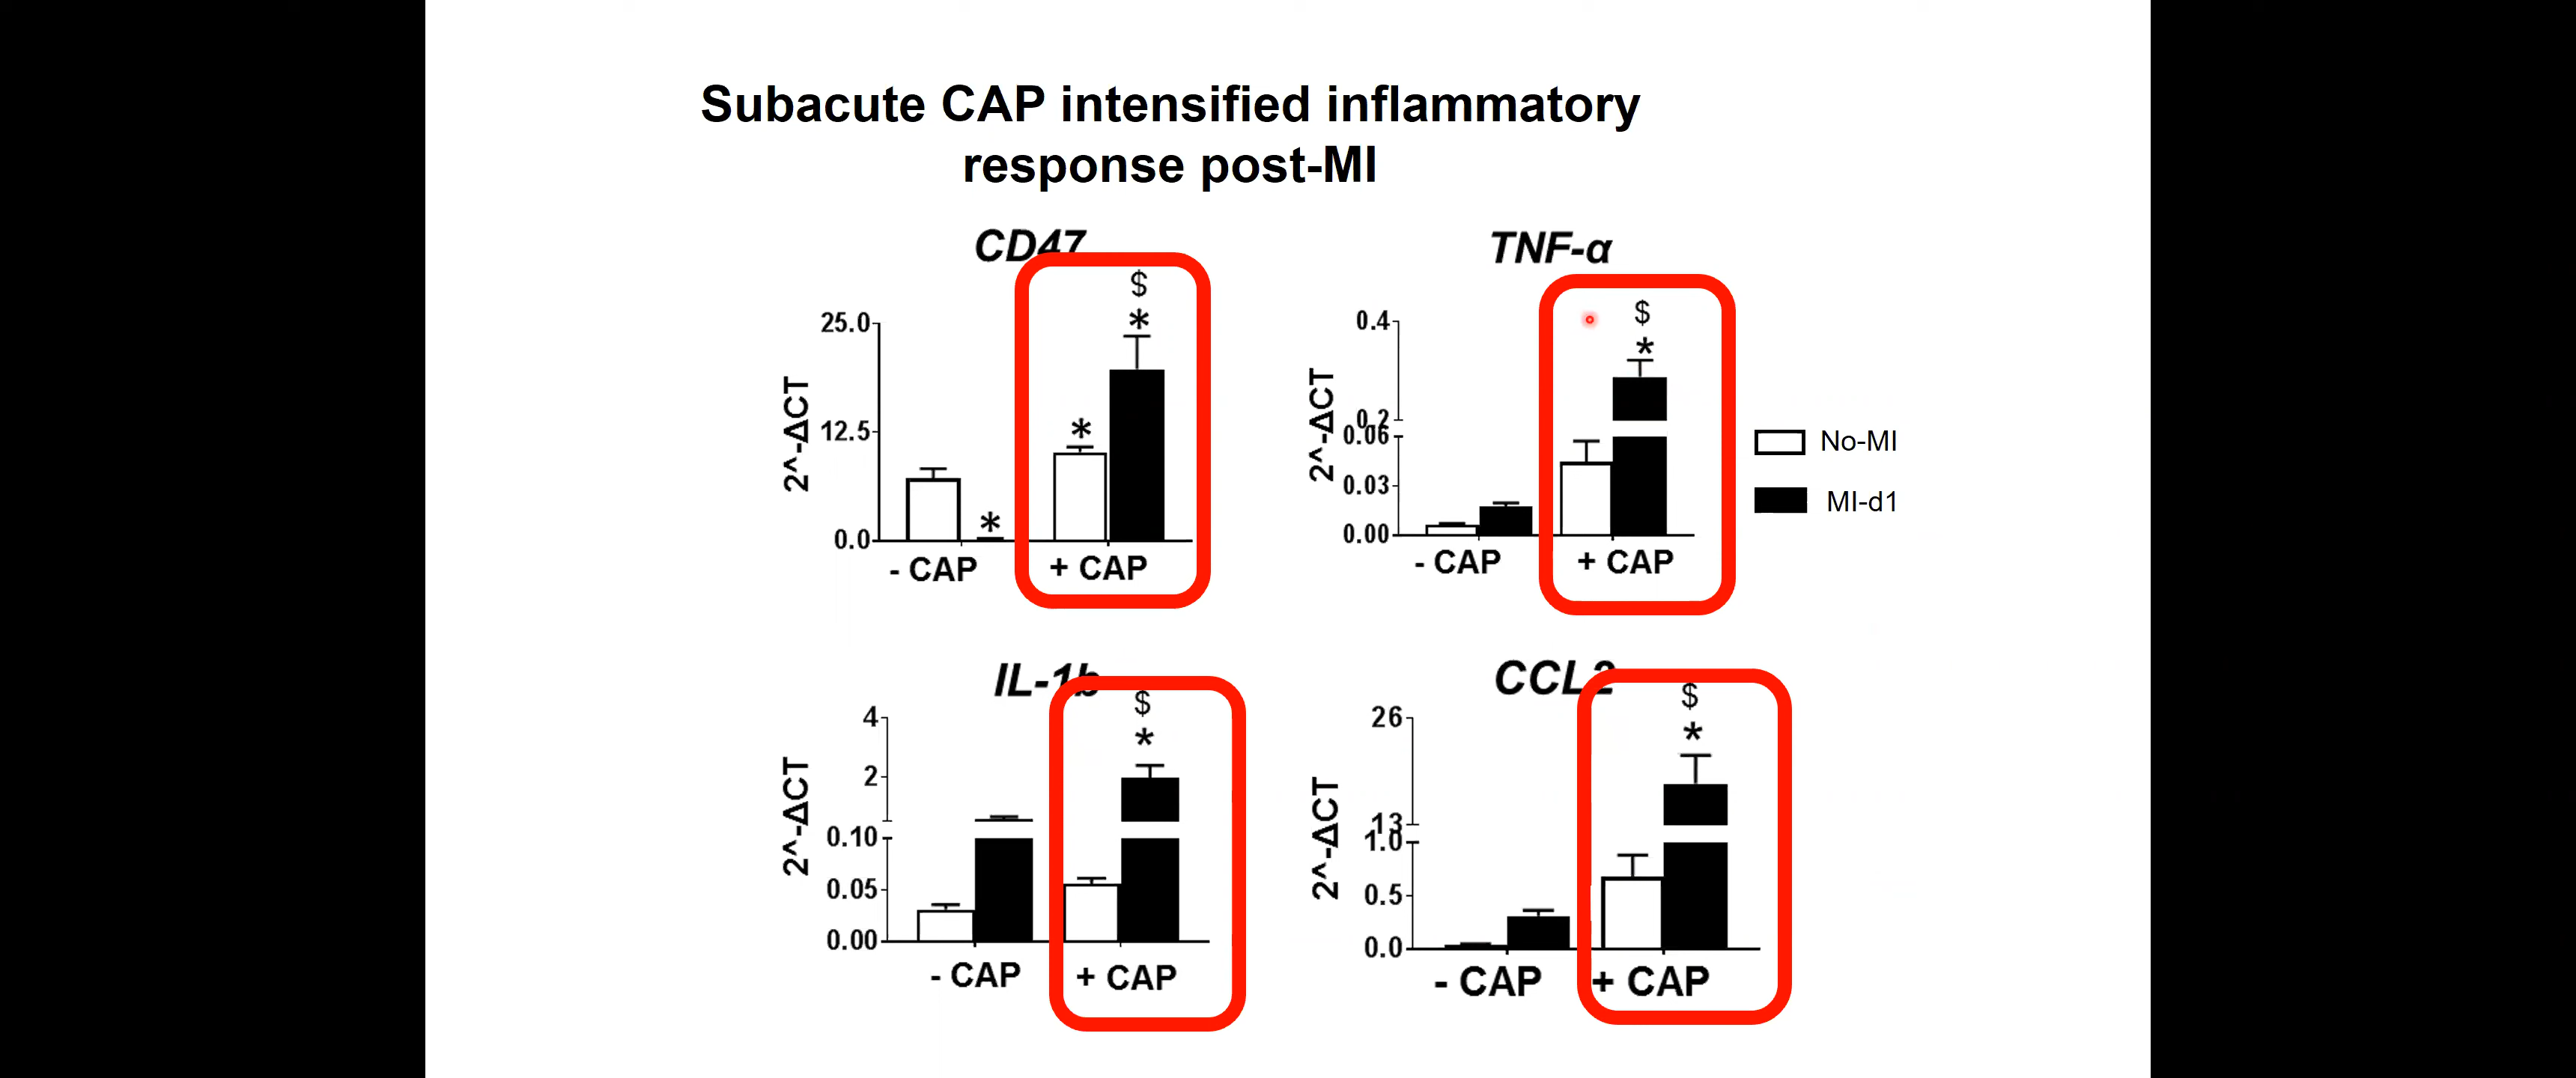 Subacute CAP intensified inflammatory
response post-MI
CD47
$
*
25.0
12.5
0.0
2^-ΔCT
*
*
- CAP
+ CAP
TNF-α
$
*
0.4
0.2
0.06
0.03
0.00
2^-ΔCT
- CAP
+ CAP
No-MI
MI-d1
IL-1b
$
*
4
2
0.10
0.05
0.00
2^-ΔCT
- CAP
+ CAP
CCL2
$
*
26
13
1.0
0.5
0.0
2^-ΔCT
- CAP
+ CAP